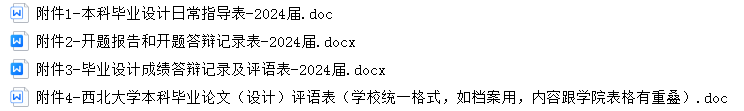 附件1-本科毕业设计日常指导表-2024届.doc
附件2-开题报告和开题答辩记录表-2024届.docx
附件3-毕业设计成绩答辩记录及评语表-2024届.docx
附件4-西北大学本科毕业论文（设计）评语表（学校统一格式，如档案用，内容跟学院表格有重叠）.doc